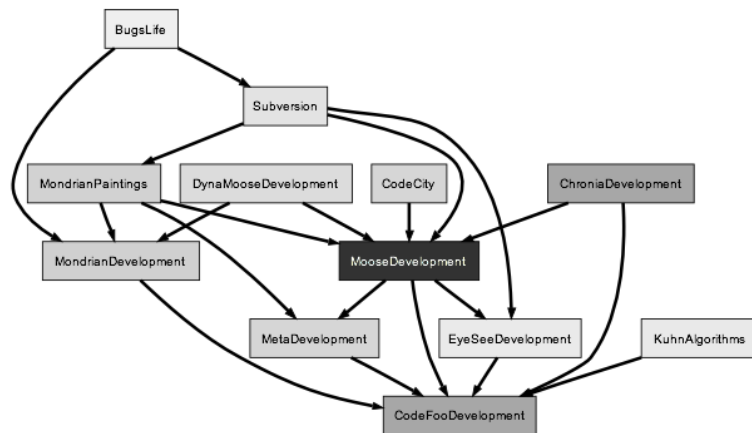 BugsLife
Subversion
MondrianPaintings
DynaMooseDevelopment
CodeCity
ChroniaDevelopment
MondrianDevelopment
MooseDevelopment
MetaDevelopment
EyeSeeDevelopment
KuhnAlgorithms
CodeFooDevelopment